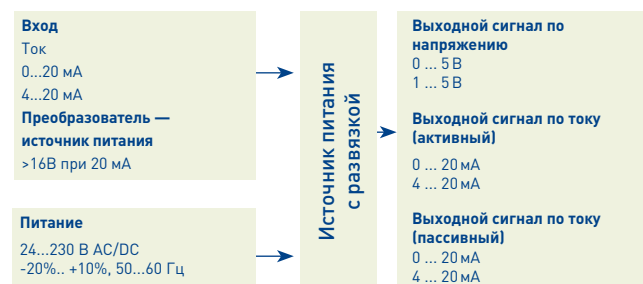 Вход
Ток
0...20 мА
4...20 мА
Преобразователь —
источник питания
>16В при 20 мА
Питание
24...230 В AC/DC
-20%.. +10%, 50...60 Гц
Источник питания
с развязкой
Выходной сигнал по
напряжению
0 ... 5 В
1 ... 5 В
Выходной сигнал по току
(активный)
0 ... 20 мА
4 ... 20 мА
Выходной сигнал по току
(пассивный)
0 ... 20 мА
4 ... 20 мА